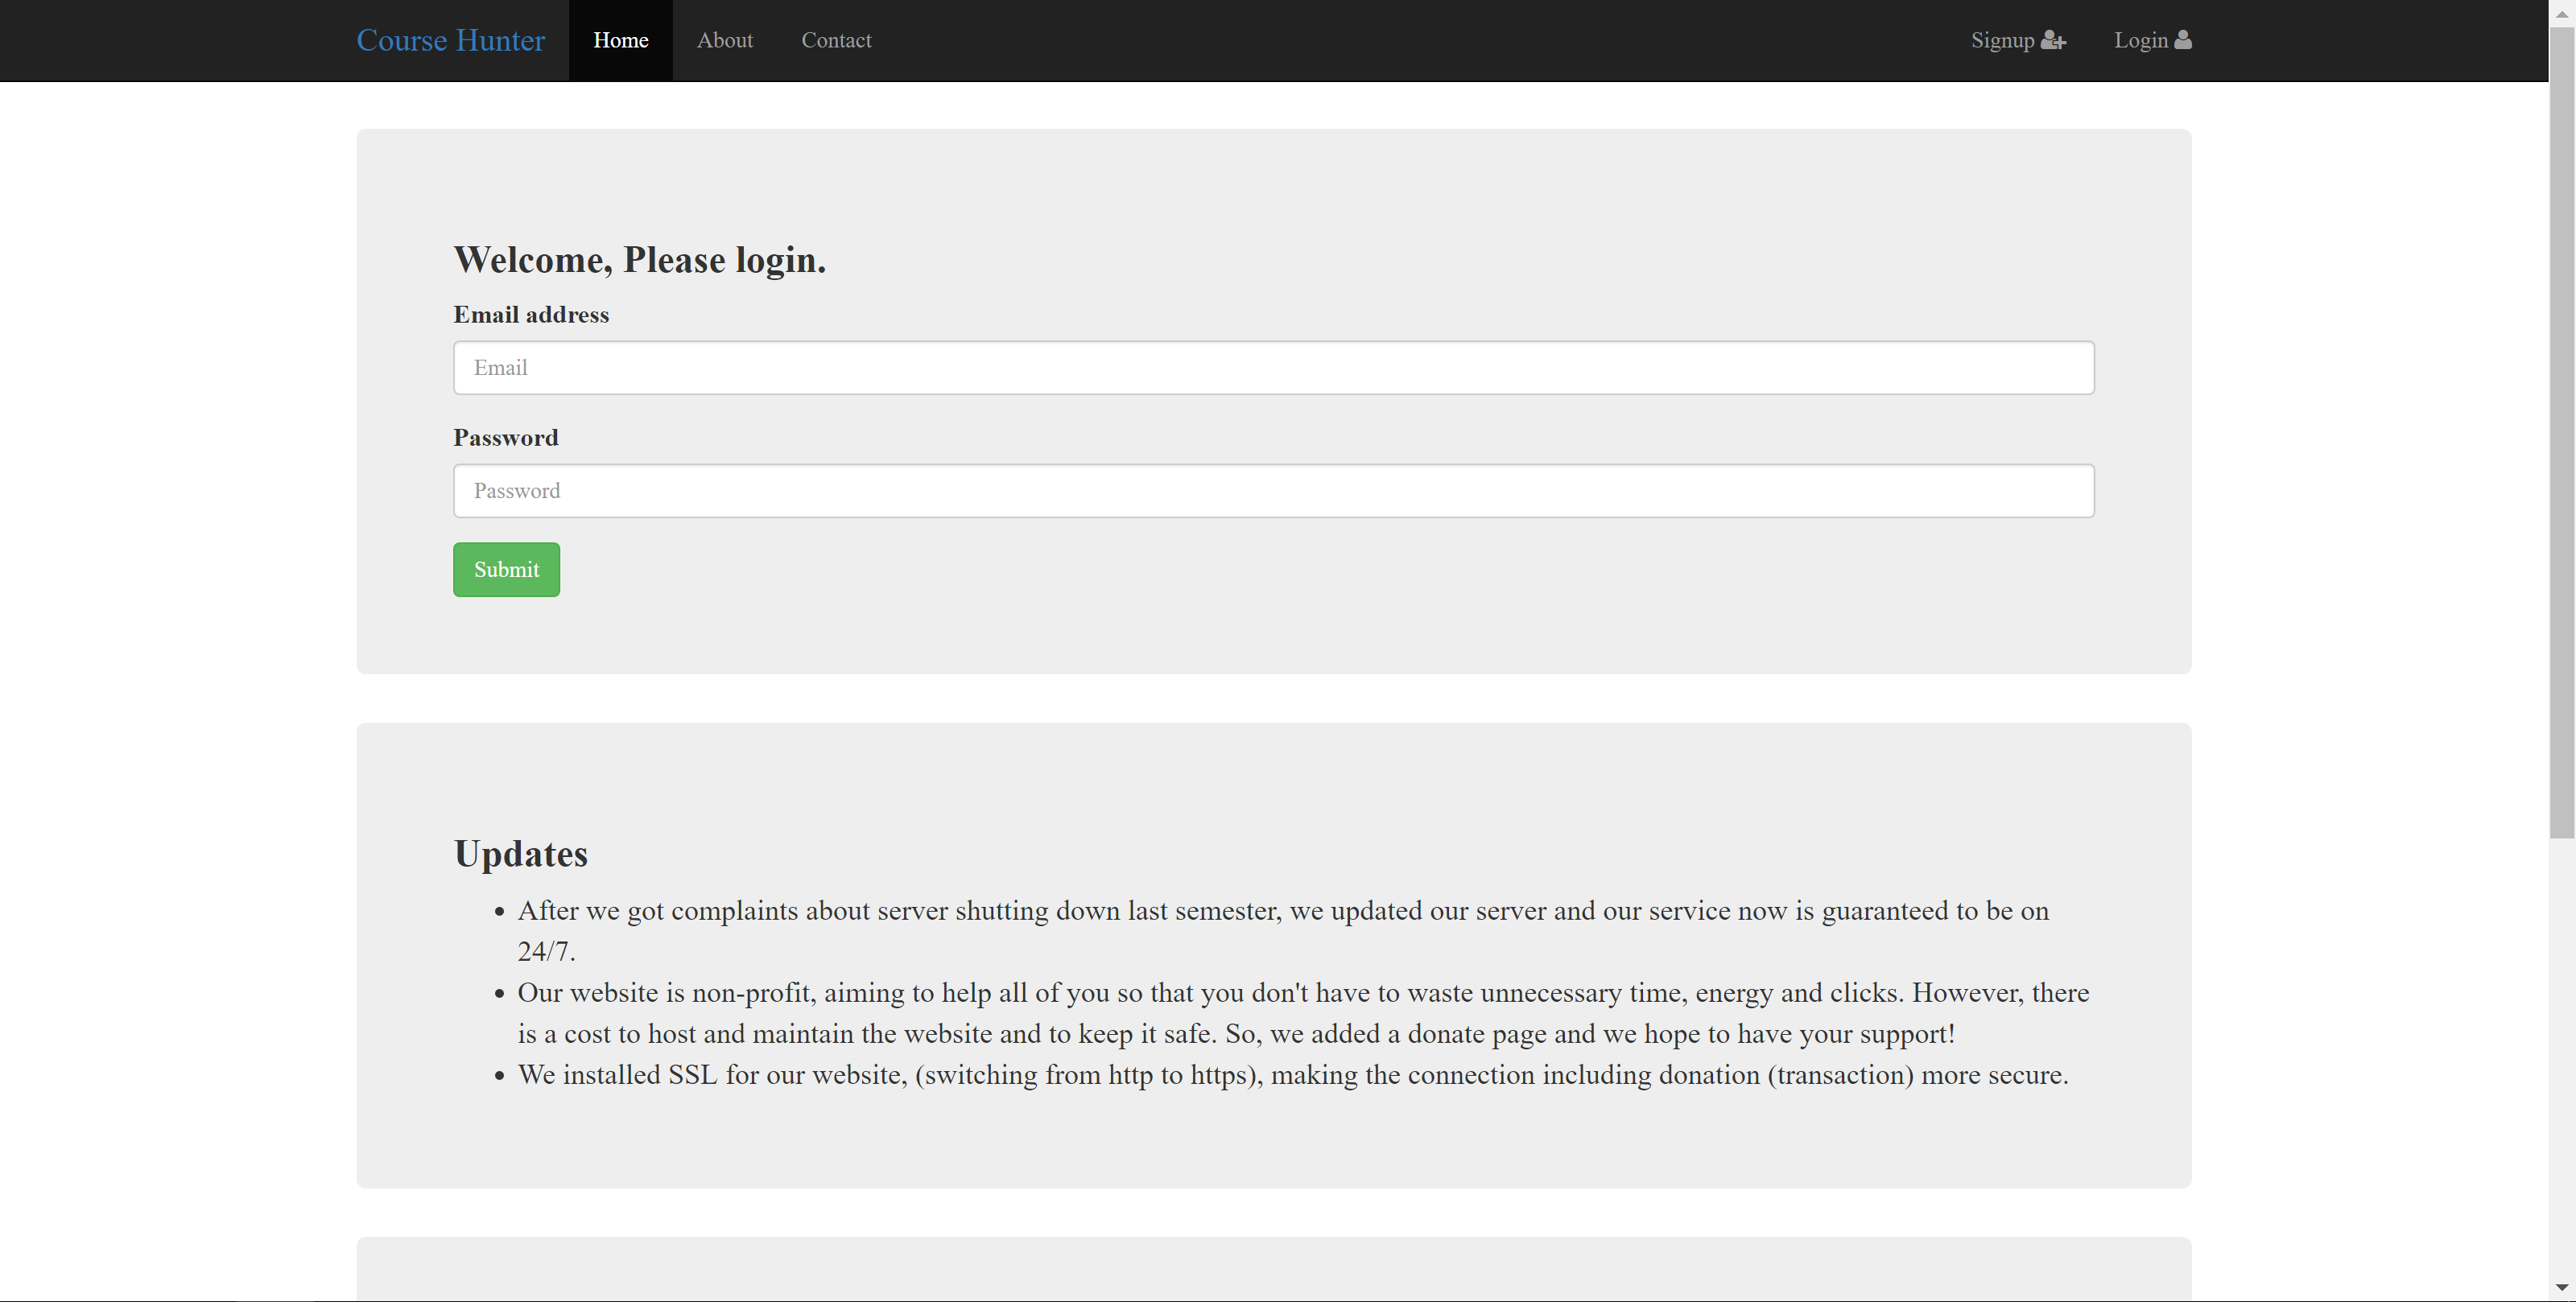 Course Hunter Home About Contact Signup Login
Welcome, Please login.
Email address
Email
Password
Password
Submit
Updates
After we got complaints about server shutting down last semester, we updated our server and our service now is guaranteed to be on
24/7.
Our website is non-profit, aiming to help all of you so that you don't have to waste unnecessary time, energy and clicks. However, there
is a cost to host and maintain the website and to keep it safe. So, we added a donate page and we hope to have your support!
We installed SSL for our website, (switching from http to https), making the connection including donation (transaction) more secure.